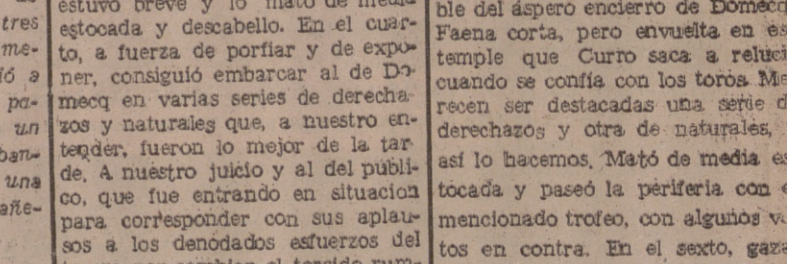 tres
me-
ió a
pa-
un
ban-
una
añe-
estuvo breve y lo mató de media
estocada y descabello. En el cuar-
to, a fuerza de porfiar y de expo-
ner, consiguió embarcar al de Do-
mecq en varias series de derecha-
zos y naturales que, a nuestro en-
tender, fueron lo mejor de la tar
de. A nuestro juicio y al del públi-
co, que fue entrando en situación
para corresponder con sus aplau-
sos a los denodados esfuerzos del
ble del áspero encierro de Domecq
Faena corta, pero envuelta en es
temple que Curro saca a reluci
cuando se confía con los toros. Me
recen ser destacadas una serie d
derechazos y otra de naturales,
así lo hacemos. Mató de media es
tocada y paseó la periferia con e
mencionado trofeo, con algunos v
tos en contra. En el sexto, gaza